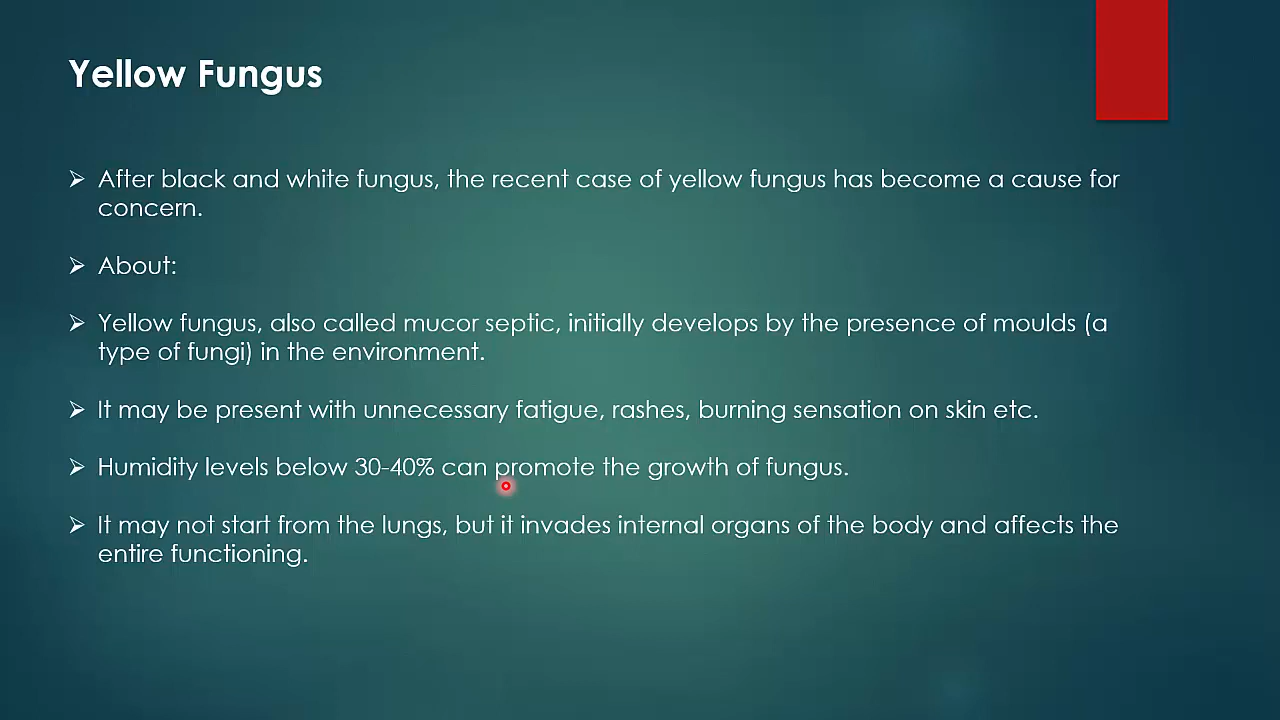 Yellow Fungus
After black and white fungus, the recent case of yellow fungus has become a cause for
concern.
About:
Yellow fungus, also called mucor septic, initially develops by the presence of moulds (a
type of fungi) in the environment.
It may be present with unnecessary fatigue, rashes, burning sensation on skin etc.
Humidity levels below 30-40% can promote the growth of fungus.
It may not start from the lungs, but it invades internal organs of the body and affects the
entire functioning.